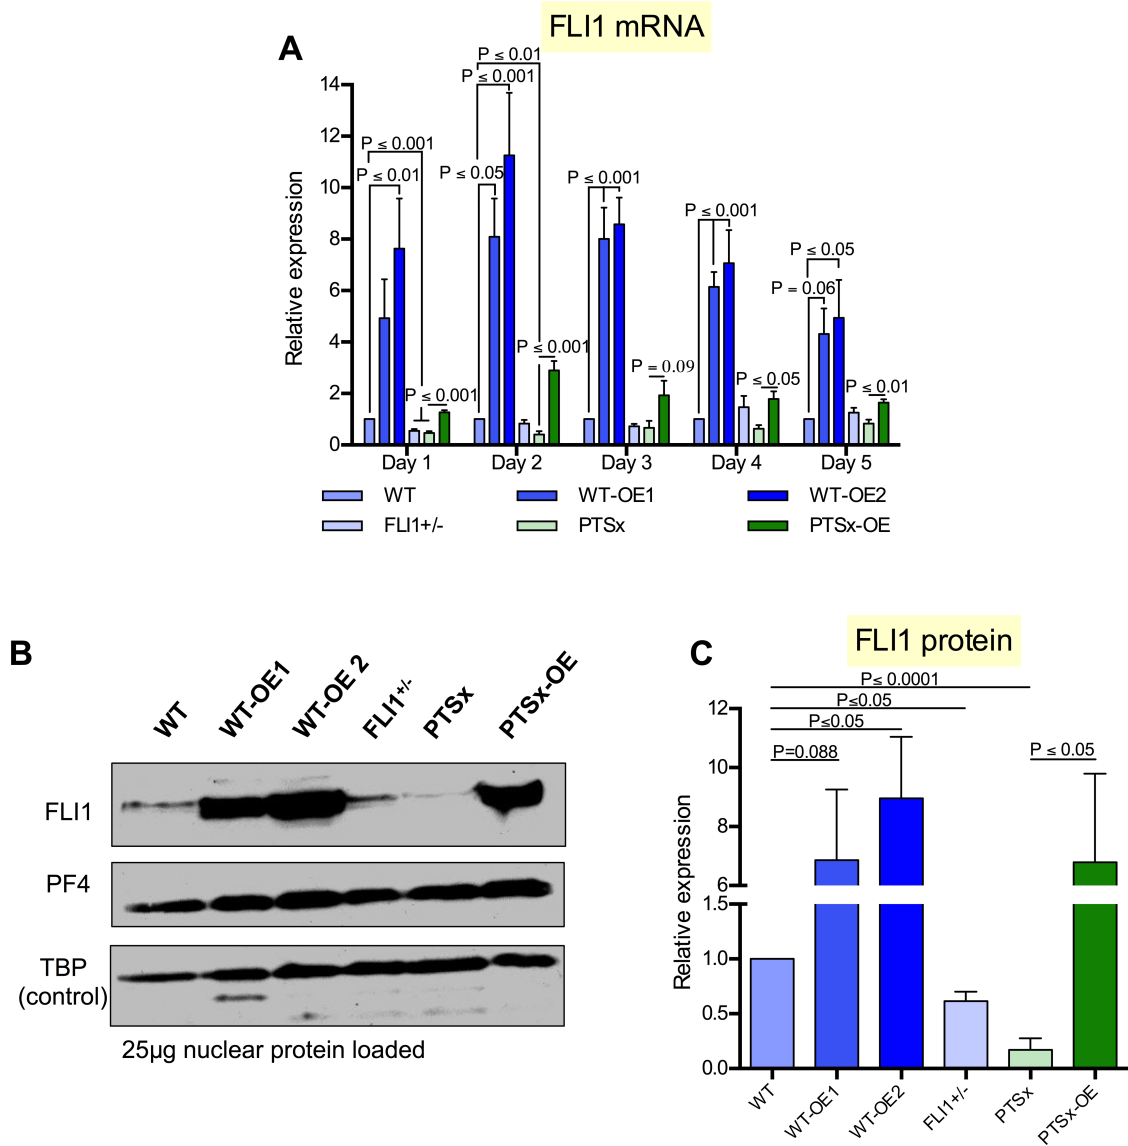 FLI1 mRNA
A
P ≤ 0.01
P ≤ 0.001
14
12
P ≤ 0.001
P ≤ 0.01
P ≤ 0.05
P ≤ 0.001
10
P ≤ 0.001
8
P ≤ 0.05
P = 0.06
6
4
P ≤ 0.001
P = 0.09
P ≤ 0.05
P ≤ 0.01
P ≤ 0.001
2
0
Relative expression
Day 1 Day 2 Day 3 Day 4 Day 5
WT WT-OE1 WT-OE2
FLI1+/- PTSx PTSx-OE
B
WT WT-OE1 WT-OE 2 FLI1+/- PTSx PTSx-OE
FLI1
PF4
TBP
(control)
25µg nuclear protein loaded
C
FLI1 protein
P≤ 0.0001
P≤0.05
P≤0.05
P=0.088
P ≤ 0.05
12
10
8
6
1.5
1.0
0.5
0.0
Relative expression
WT WT-OE1 WT-OE2 FLI1+/- PTSx PTSx-OE